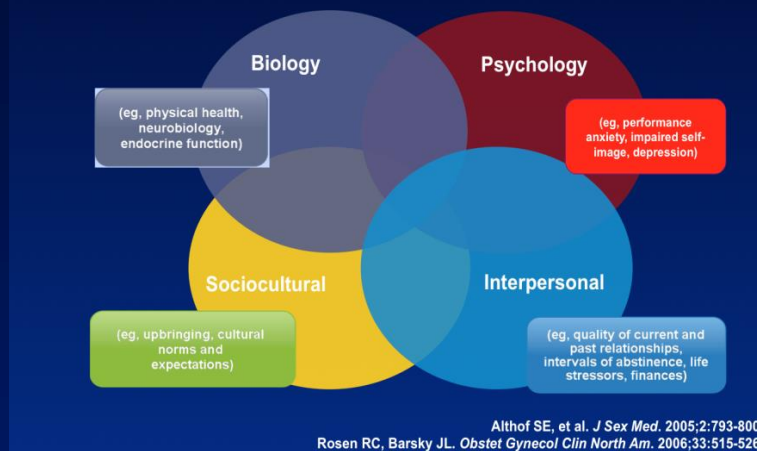 Biology
Psychology
(eg, physical health,
neurobiology,
endocrine function)
(eg, performance
anxiety, impaired self-
image, depression)
Sociocultural
Interpersonal
(eg, upbringing, cultural
norms and
expectations)
(eg, quality of current and
past relationships,
intervals of abstinence, life
stressors, finances)
Althof SE, et al. J Sex Med. 2005;2:793-800
Rosen RC, Barsky JL. Obstet Gynecol Clin North Am. 2006;33:515-526